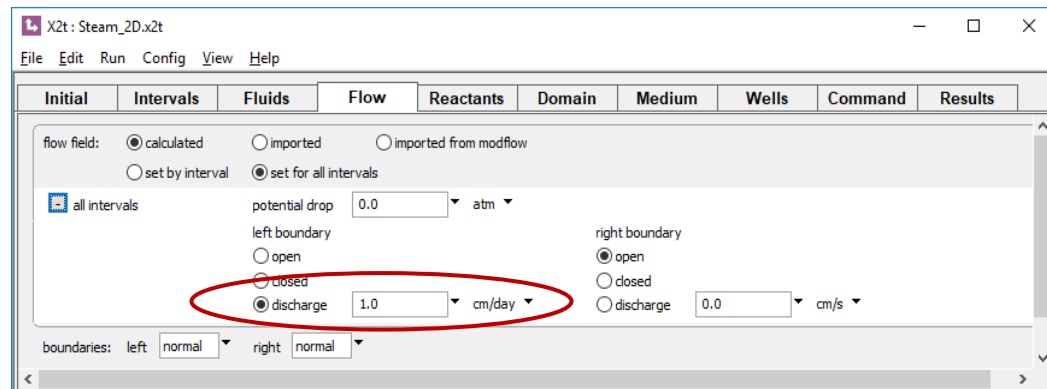 X2t : Steam_2D.x2t
File Edit Run Config View Help
Initial Intervals Fluids Flow Reactants Domain Medium Wells Command Results
flow field: calculated imported imported from modflow
set by interval set for all intervals
all intervals potential drop 0.0 atm
left boundary right boundary
open open
closed closed
discharge 1.0 cm/day discharge 0.0 cm/s
boundaries: left normal right normal